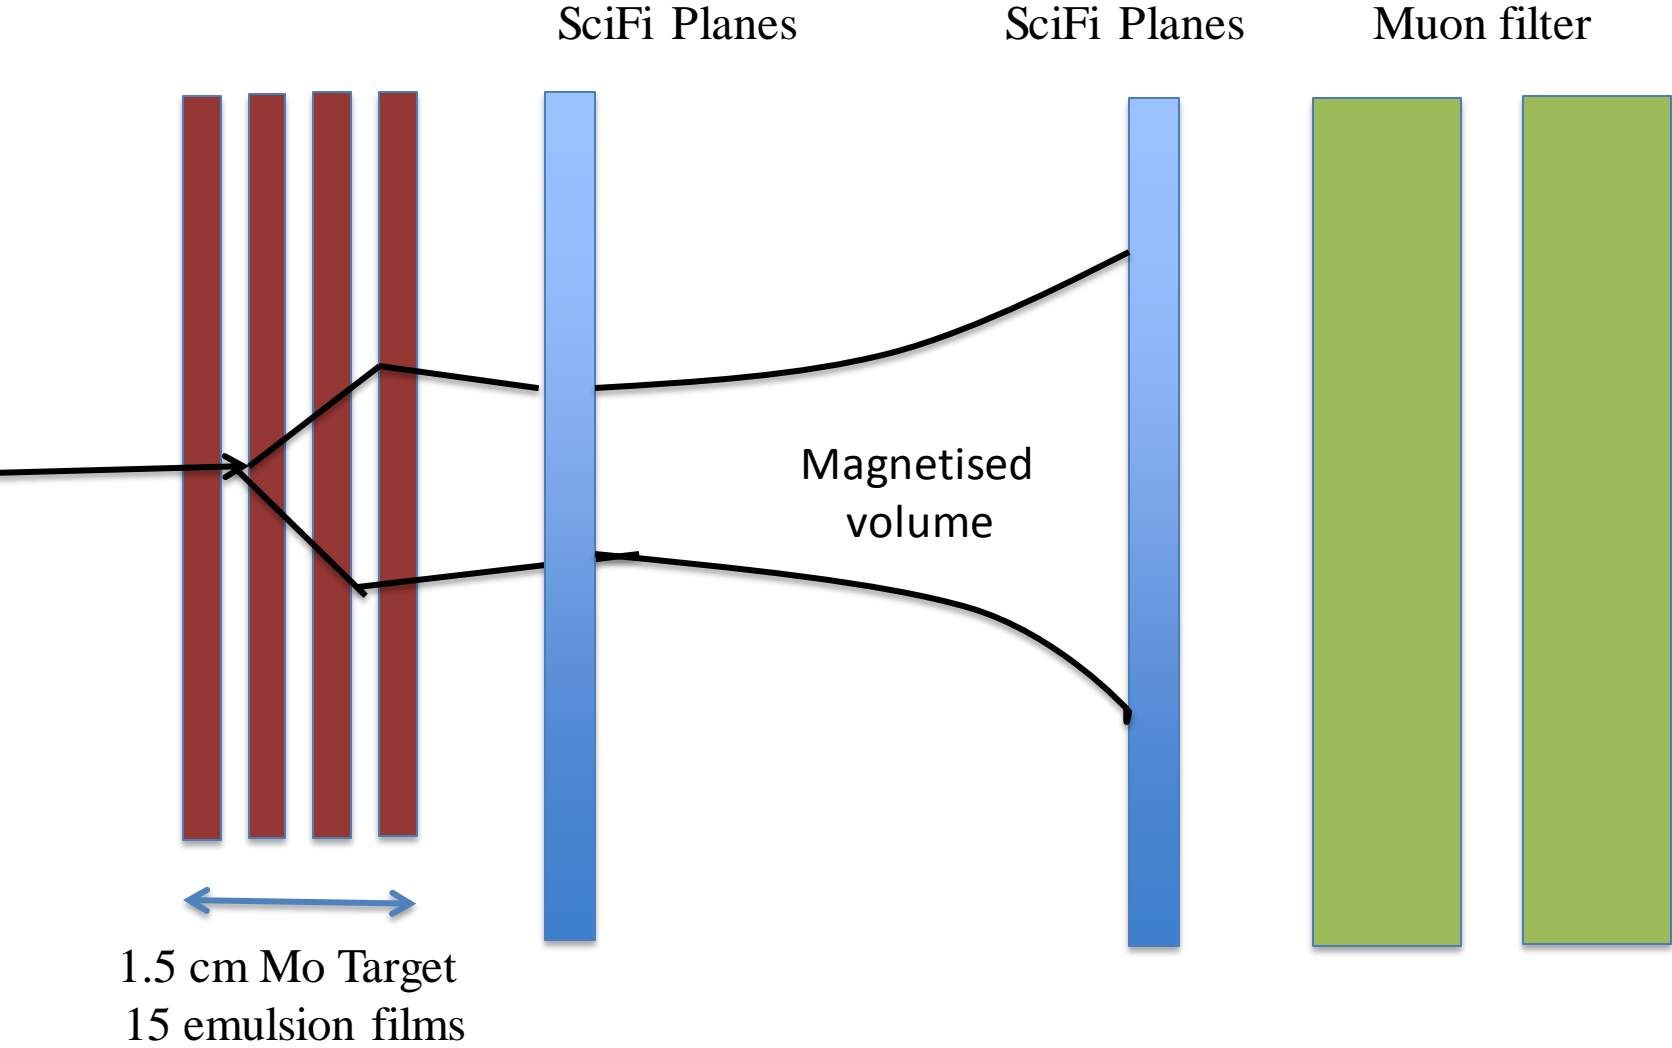 SciFi Planes
SciFi Planes
Muon filter
Magnetised
volume
1.5 cm Mo Target
15 emulsion films